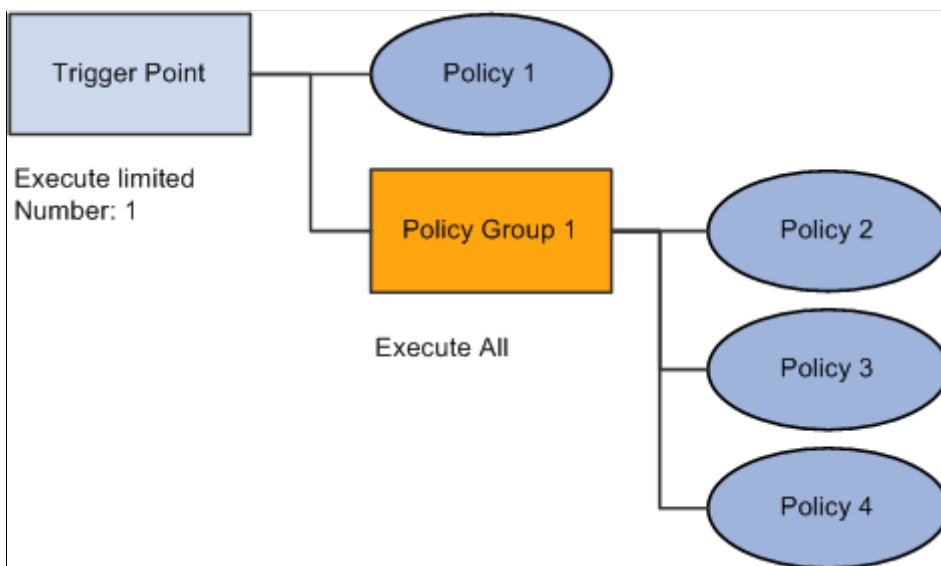 Trigger Point
Policy 1
Execute limited
Number: 1
Policy Group 1
Policy 2
Execute All
Policy 3
Policy 4